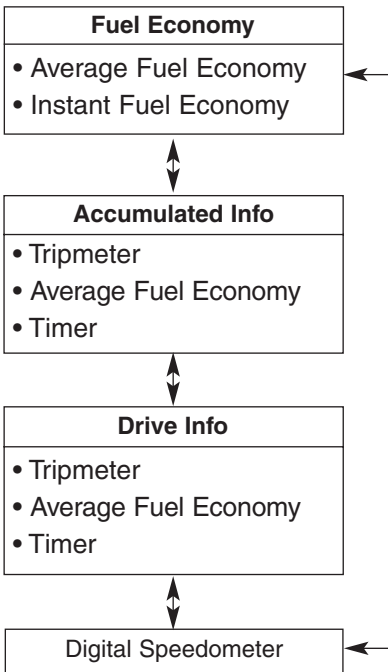 Fuel Economy
• Average Fuel Economy
• Instant Fuel Economy
Accumulated Info
• Tripmeter
• Average Fuel Economy
• Timer
Drive Info
• Tripmeter
• Average Fuel Economy
• Timer
Digital Speedometer